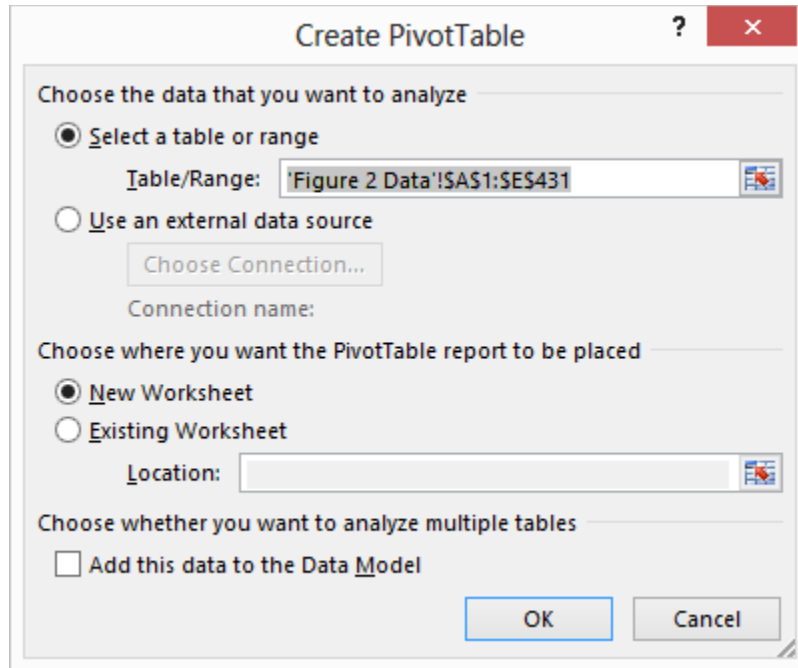 Create PivotTable
?
×
Choose the data that you want to analyze
Select a table or range
Table/Range: 'Figure 2 Data'!$A$1:$E$431
Use an external data source
Choose Connection...
Connection name:
Choose where you want the PivotTable report to be placed
New Worksheet
Existing Worksheet
Location:
Choose whether you want to analyze multiple tables
Add this data to the Data Model
OK Cancel